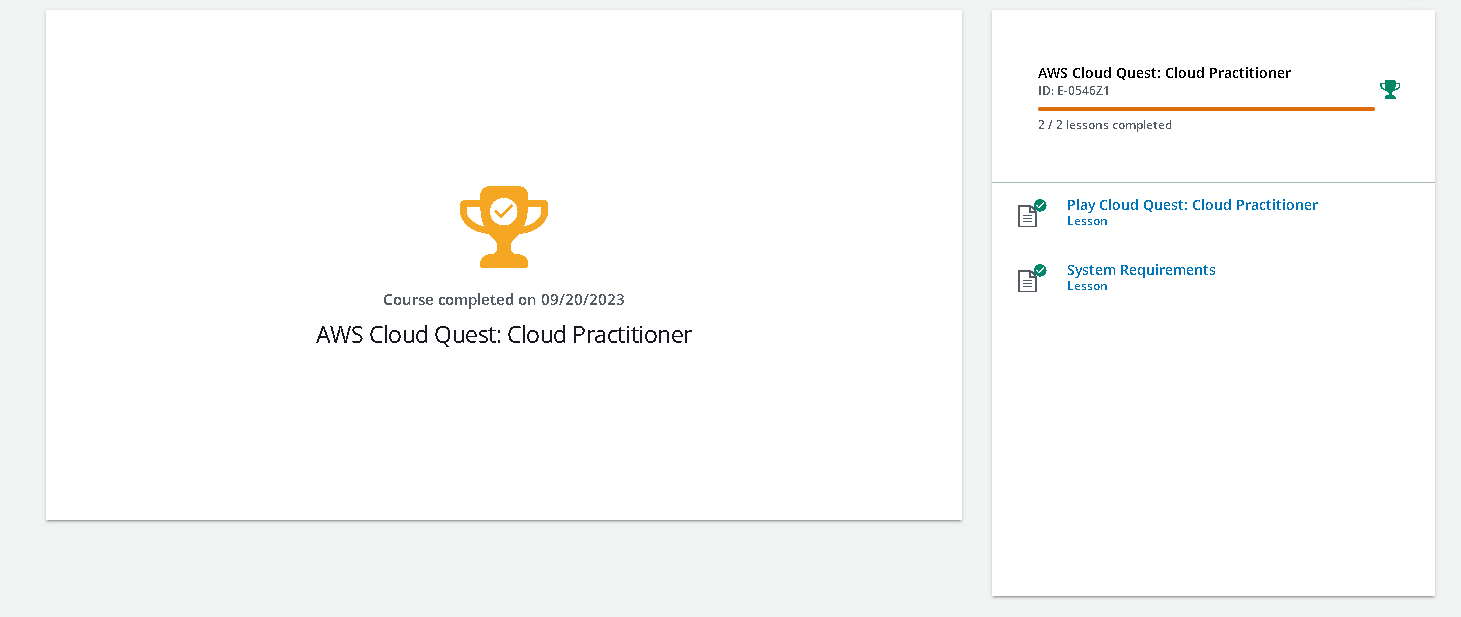 Course completed on 09/20/2023
AWS Cloud Quest: Cloud Practitioner
AWS Cloud Quest: Cloud Practitioner
ID: E-0546Z1
2 / 2 lessons completed
Play Cloud Quest: Cloud Practitioner
Lesson
System Requirements
Lesson